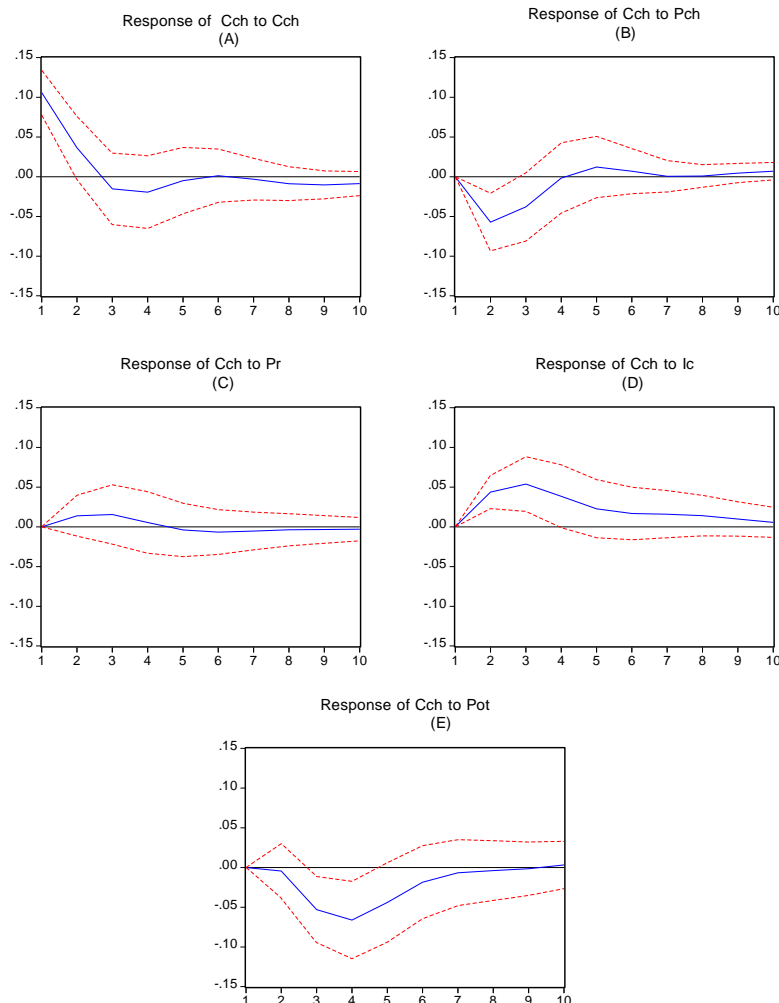 Response of Cch to Cch
(A)
.15
.10
.05
.00
-.05
-.10
-.15
1 2 3 4 5 6 7 8 9 10
Response of Cch to Pch
(B)
.15
.10
.05
.00
-.05
-.10
-.15
1 2 3 4 5 6 7 8 9 10
Response of Cch to Pr
(C)
.15
.10
.05
.00
-.05
-.10
-.15
1 2 3 4 5 6 7 8 9 10
Response of Cch to Ic
(D)
.15
.10
.05
.00
-.05
-.10
-.15
1 2 3 4 5 6 7 8 9 10
Response of Cch to Pot
(E)
.15
.10
.05
.00
-.05
-.10
-.15
1 2 3 4 5 6 7 8 9 10